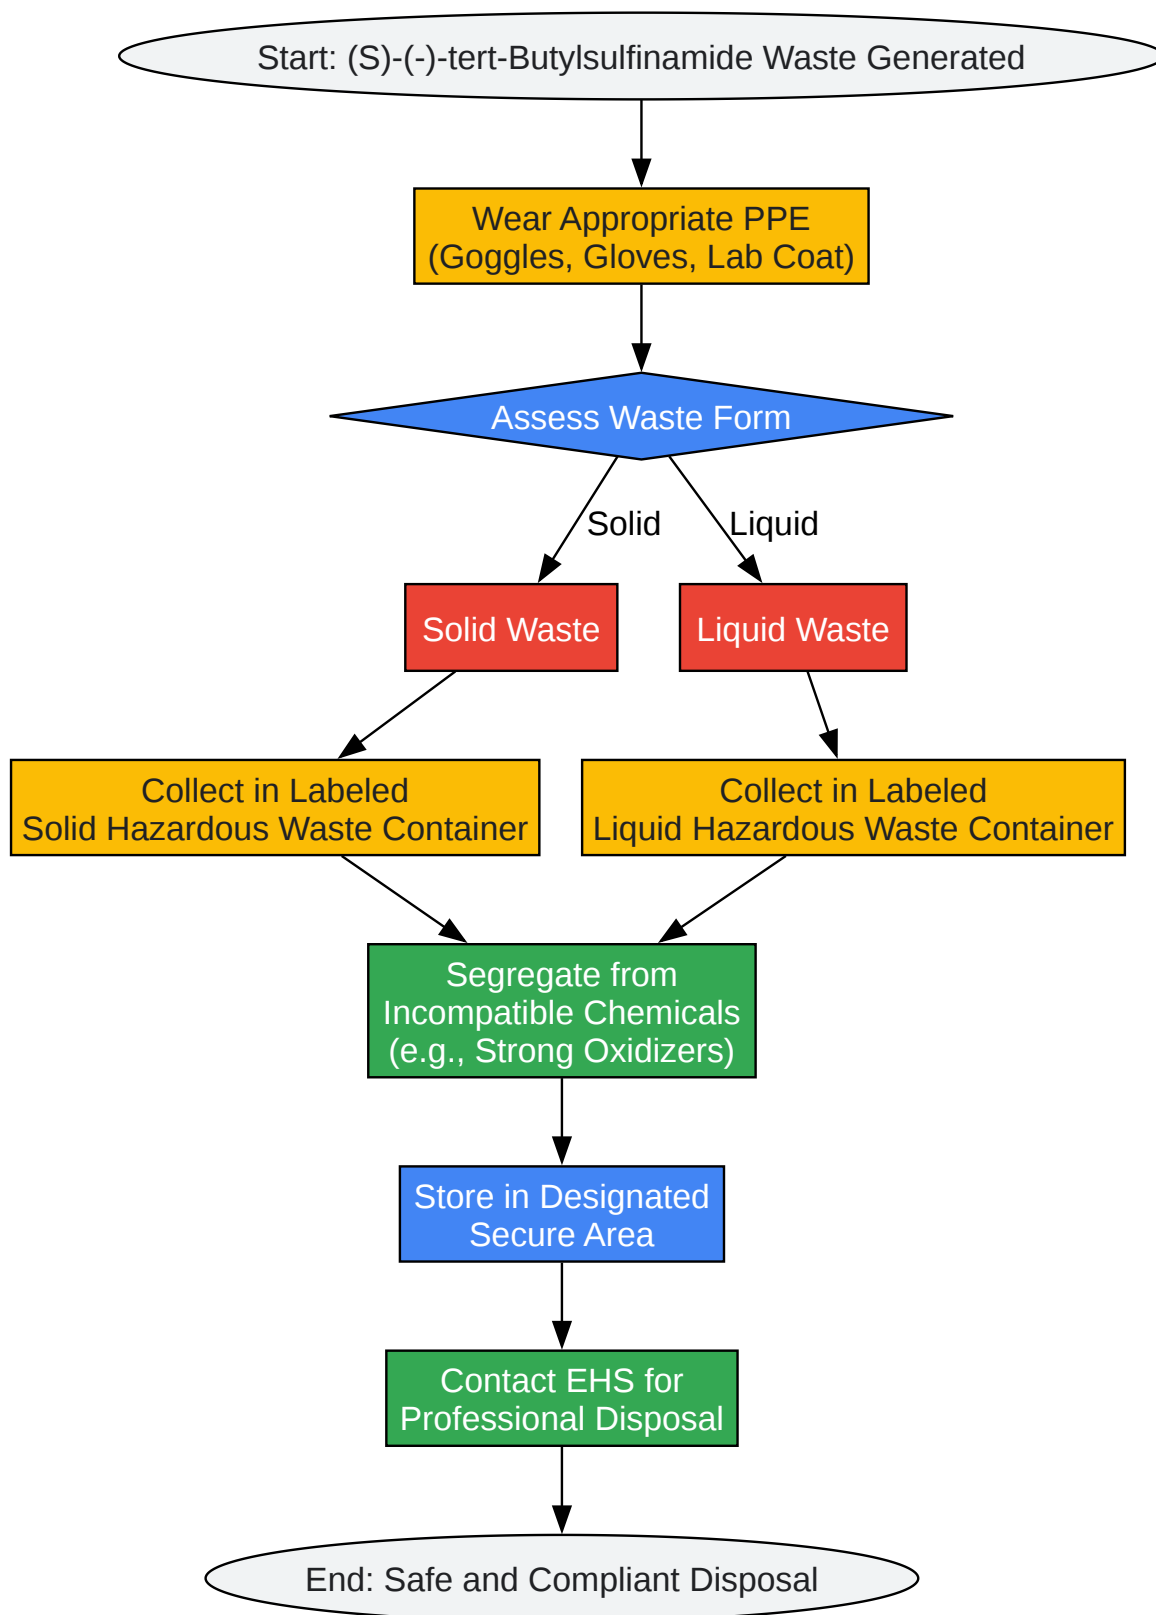 Start: (S)-(-)-tert-Butylsulfinamide Waste Generated
Wear Appropriate PPE
(Goggles, Gloves, Lab Coat)
Assess Waste Form
Solid
Liquid
Solid Waste
Liquid Waste
Collect in Labeled
Solid Hazardous Waste Container
Collect in Labeled
Liquid Hazardous Waste Container
Segregate from
Incompatible Chemicals
(e.g., Strong Oxidizers)
Store in Designated
Secure Area
Contact EHS for
Professional Disposal
End: Safe and Compliant Disposal